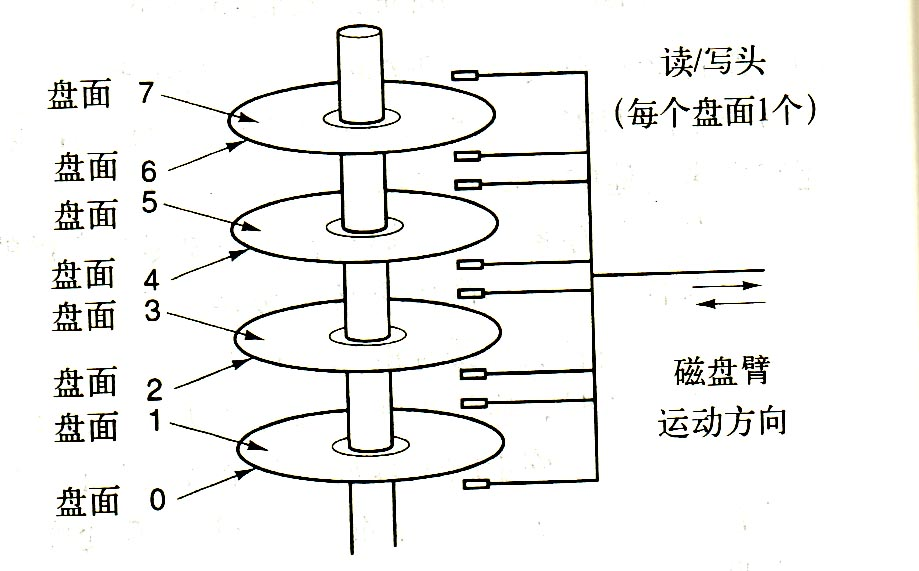 盘面 7
盘面 6
盘面 5
盘面 4
盘面 3
盘面 2
盘面 1
盘面 0
读/写头
(每个盘面1个)
磁盘臂
运动方向